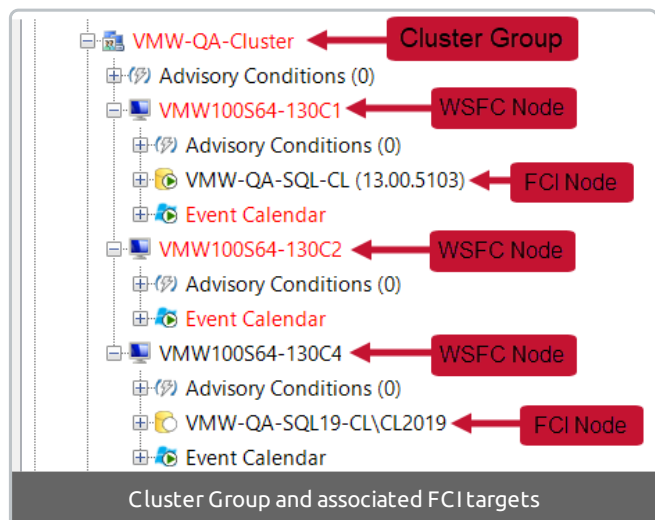 VMW-QA-Cluster Cluster Group
Advisory Conditions (0)
VMW100S64-130C1 WSFC Node
Advisory Conditions (0)
VMW-QA-SQL-CL (13.00.5103) FCI Node
Event Calendar
VMW100S64-130C2 WSFC Node
Advisory Conditions (0)
Event Calendar
VMW100S64-130C4 WSFC Node
Advisory Conditions (0)
VMW-QA-SQL19-CL\CL2019 FCI Node
Event Calendar
Cluster Group and associated FCI targets